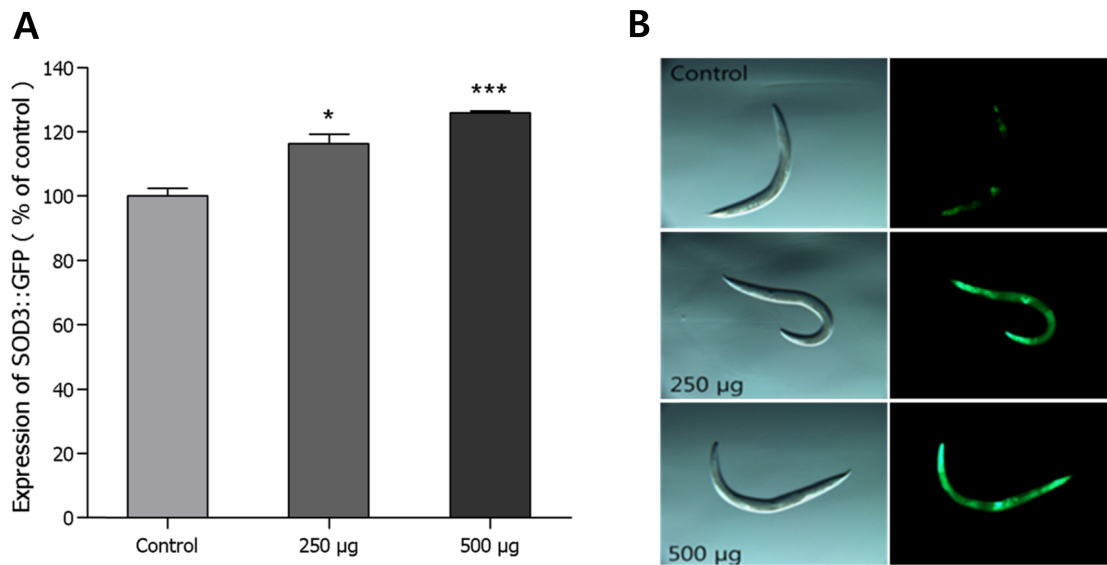 A
Expression of SOD3::GFP ( % of control )
140
120
100
80
60
40
20
0
*
***
Control
250 µg
500 µg
B
Control
250 µg
500 µg